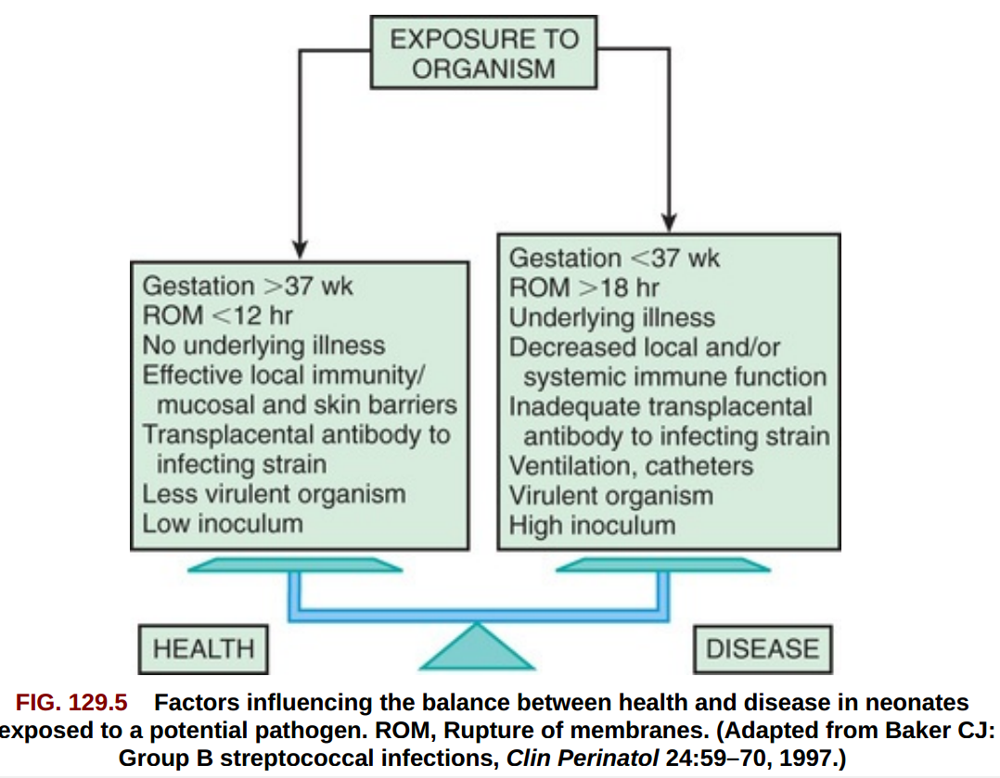 EXPOSURE TO
ORGANISM
Gestation >37 wk
ROM <12 hr
No underlying illness
Effective local immunity/
mucosal and skin barriers
Transplacental antibody to
infecting strain
Less virulent organism
Low inoculum
Gestation <37 wk
ROM >18 hr
Underlying illness
Decreased local and/or
systemic immune function
Inadequate transplacental
antibody to infecting strain
Ventilation, catheters
Virulent organism
High inoculum
HEALTH
DISEASE
FIG. 129.5 Factors influencing the balance between health and disease in neonates
exposed to a potential pathogen. ROM, Rupture of membranes. (Adapted from Baker CJ:
Group B streptococcal infections, Clin Perinatol 24:59–70, 1997.)